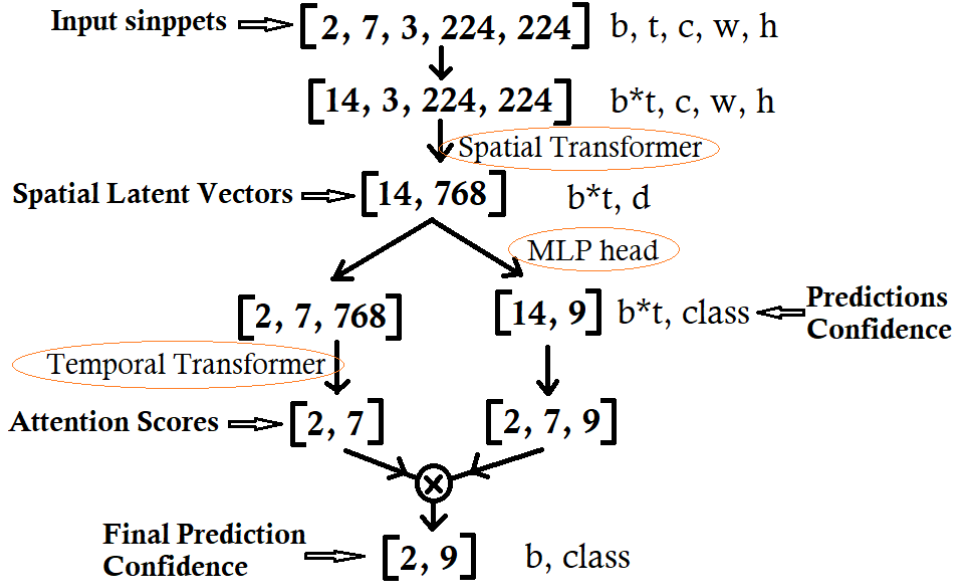 Input sinppets [2, 7, 3, 224, 224] b, t, c, w, h
[14, 3, 224, 224] b*t, c, w, h
Spatial Transformer
Spatial Latent Vectors [14, 768] b*t, d
MLP head
[2, 7, 768] [14, 9] b*t, class Predictions
Confidence
Temporal Transformer
Attention Scores [2, 7] [2, 7, 9]
Final Prediction
Confidence [2, 9] b, class